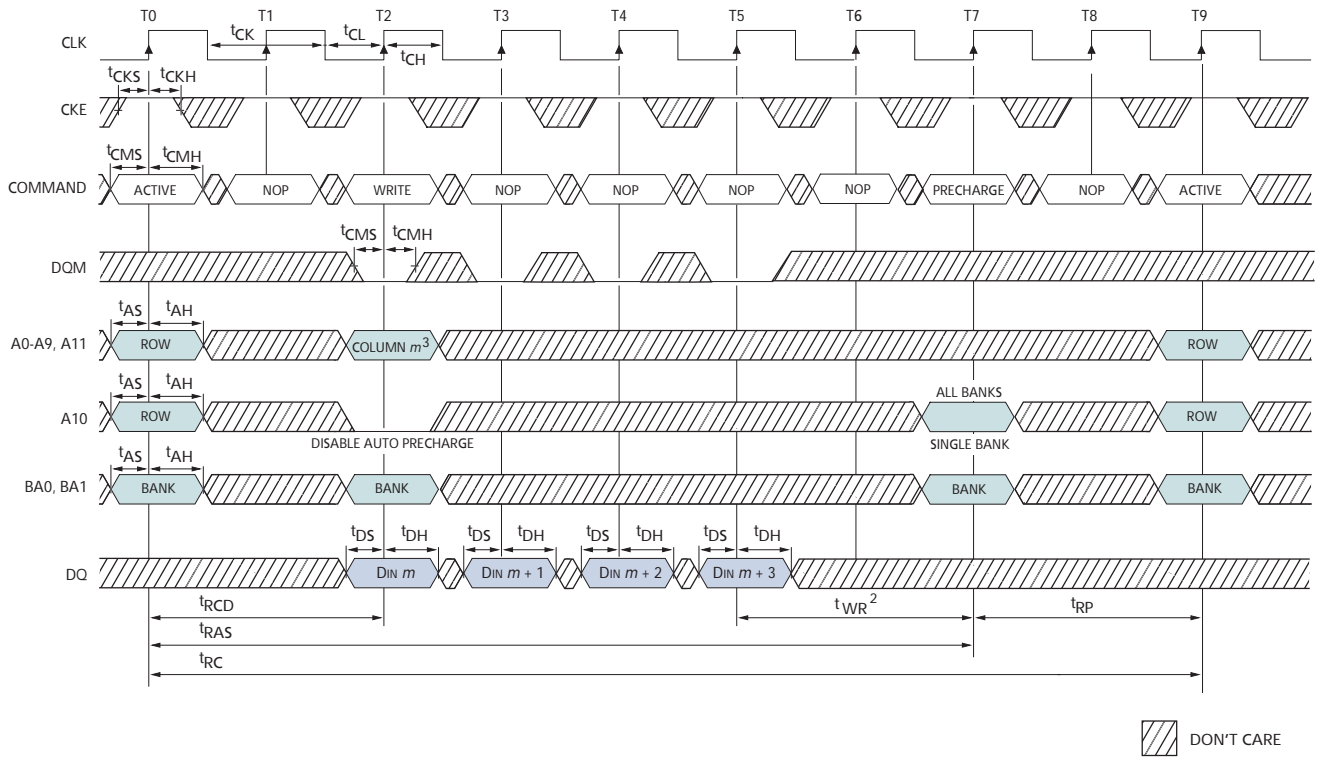 T0 T1 T2 T3 T4 T5 T6 T7 T8 T9
CLK
tCK tCL
tCH
tCKS tCKH
CKE
tCMS tCMH
COMMAND ACTIVE NOP WRITE NOP NOP NOP NOP PRECHARGE NOP ACTIVE
tCMS tCMH
DQM
tAS tAH
A0-A9, A11 ROW COLUMN m3 ROW
tAS tAH
ALL BANKS
A10 ROW ROW
DISABLE AUTO PRECHARGE SINGLE BANK
tAS tAH
BA0, BA1 BANK BANK BANK BANK
tDS tDH tDS tDH tDS tDH tDS tDH
DQ DIN m DIN m + 1 DIN m + 2 DIN m + 3
tRCD tWR2 tRP
tRAS
tRC
DON'T CARE